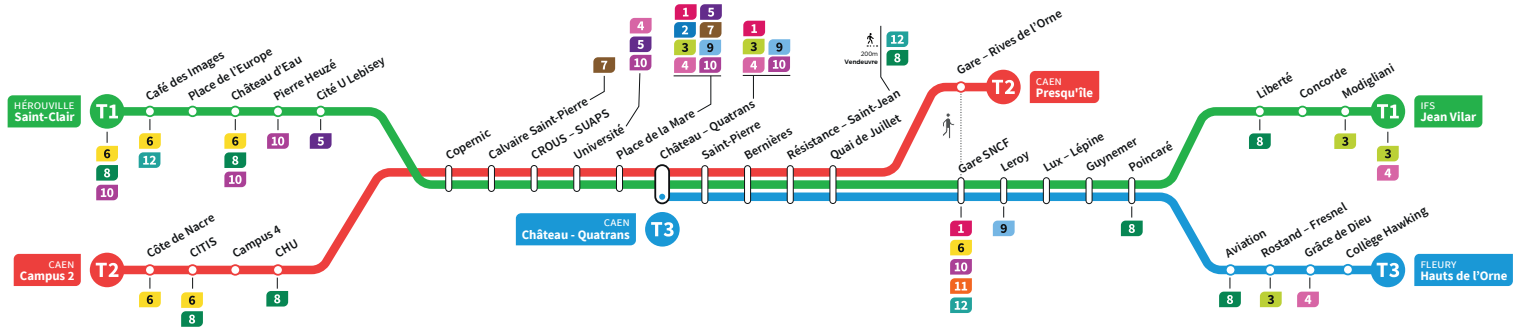 HÉROUVILLE
Saint-Clair
T1
6
8
10
Café des Images
6
12
Place de l'Europe
Château d'Eau
6
8
10
Pierre Heuzé
10
Cité U Lebisey
5
CAEN
Campus 2
T2
Côte de Nacre
6
CITIS
6
8
Campus 4
CHU
8
Copernic
Calvaire Saint-Pierre
7
CROUS – SUAPS
Université
4
5
10
Place de la Mare
1 5
2 7
3 9
4 10
Château – Quatrans
1
3 9
4 10
CAEN
Château - Quatrans
T3
Saint-Pierre
Bernières
Résistance – Saint-Jean
200m
Vendeuvre
12
8
Quai de Juillet
Gare – Rives de l'Orne
T2
CAEN
Presqu'île
Gare SNCF
1
6
10
11
12
Leroy
9
Lux – Lépine
Guynemer
Poincaré
8
Liberté
8
Concorde
Modigliani
3
T1
3
4
IFS
Jean Vilar
Aviation
8
Rostand – Fresnel
3
Grâce de Dieu
4
Collège Hawking
T3
FLEURY
Hauts de l'Orne